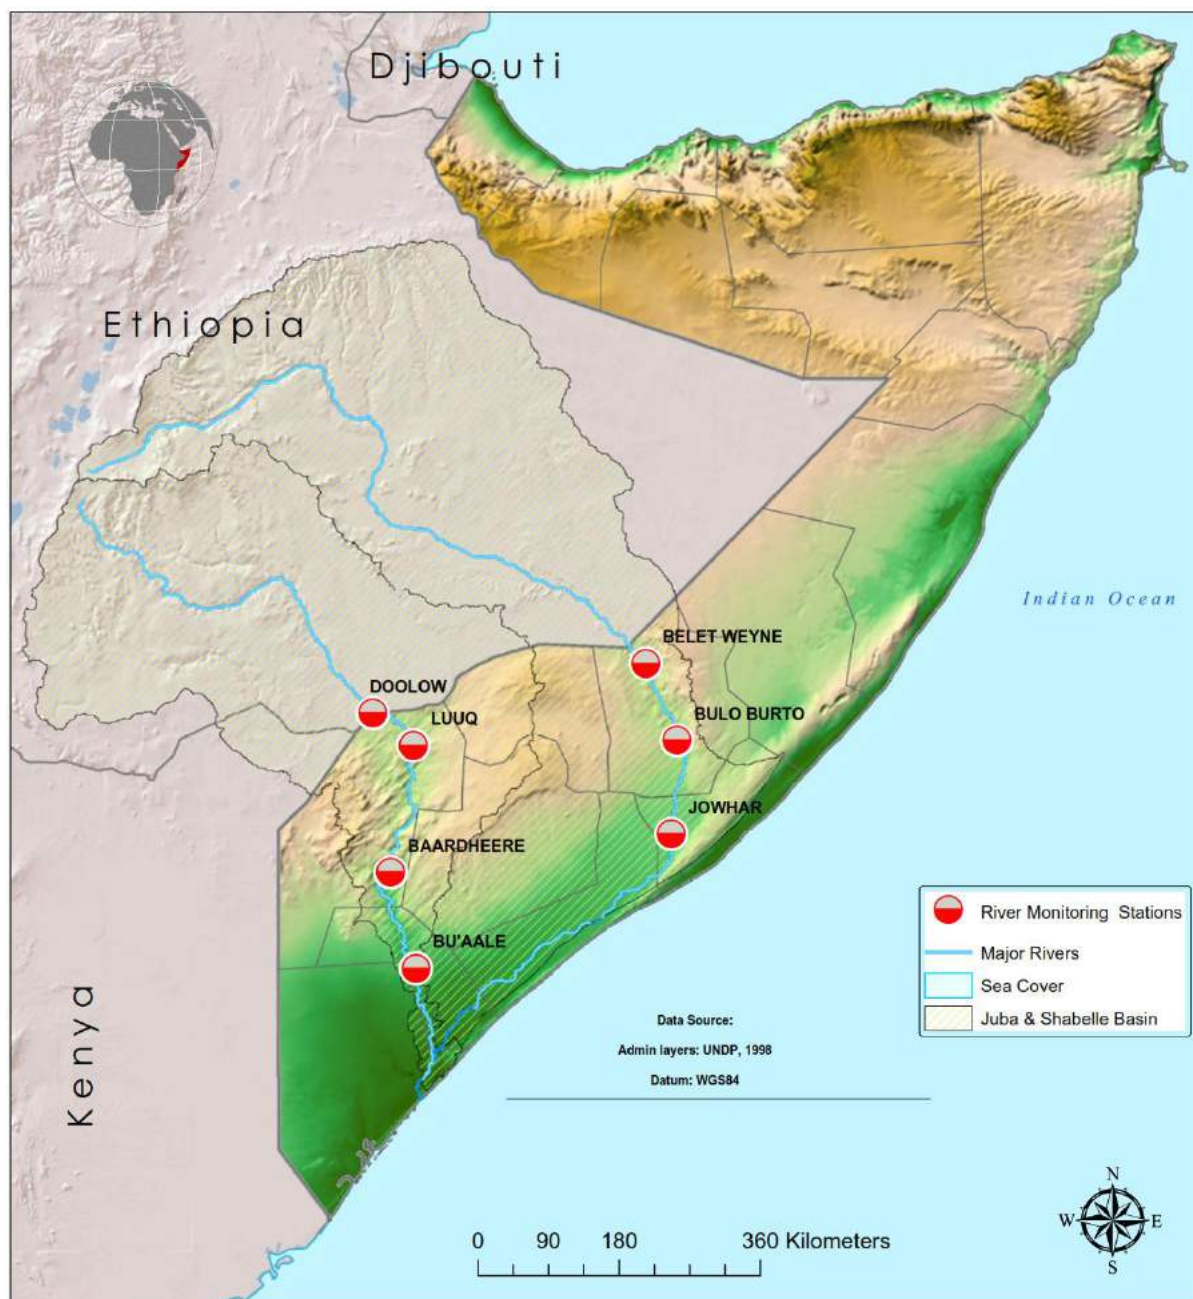 Djibouti
Ethiopia
Indian Ocean
BELET WEYNE
DOOLOW
LUUQ
BULO BURTO
JOWHAR
BAARDHEERE
BU'AALE
Kenya
River Monitoring Stations
Major Rivers
Sea Cover
Juba & Shabelle Basin
Data Source:
Admin layers: UNDP, 1998
Datum: WGS84
N
W E
S
0 90 180 360 Kilometers